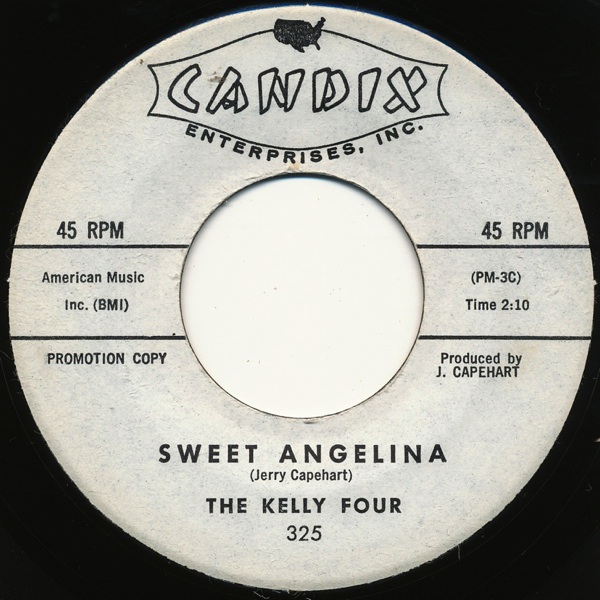 CANDIX
ENTERPRISES, INC.
45 RPM
45 RPM
American Music
Inc. (BMI)
(PM-3C)
Time 2:10
PROMOTION COPY
Produced by
J. CAPEHART
SWEET ANGELINA
(Jerry Capehart)
THE KELLY FOUR
325